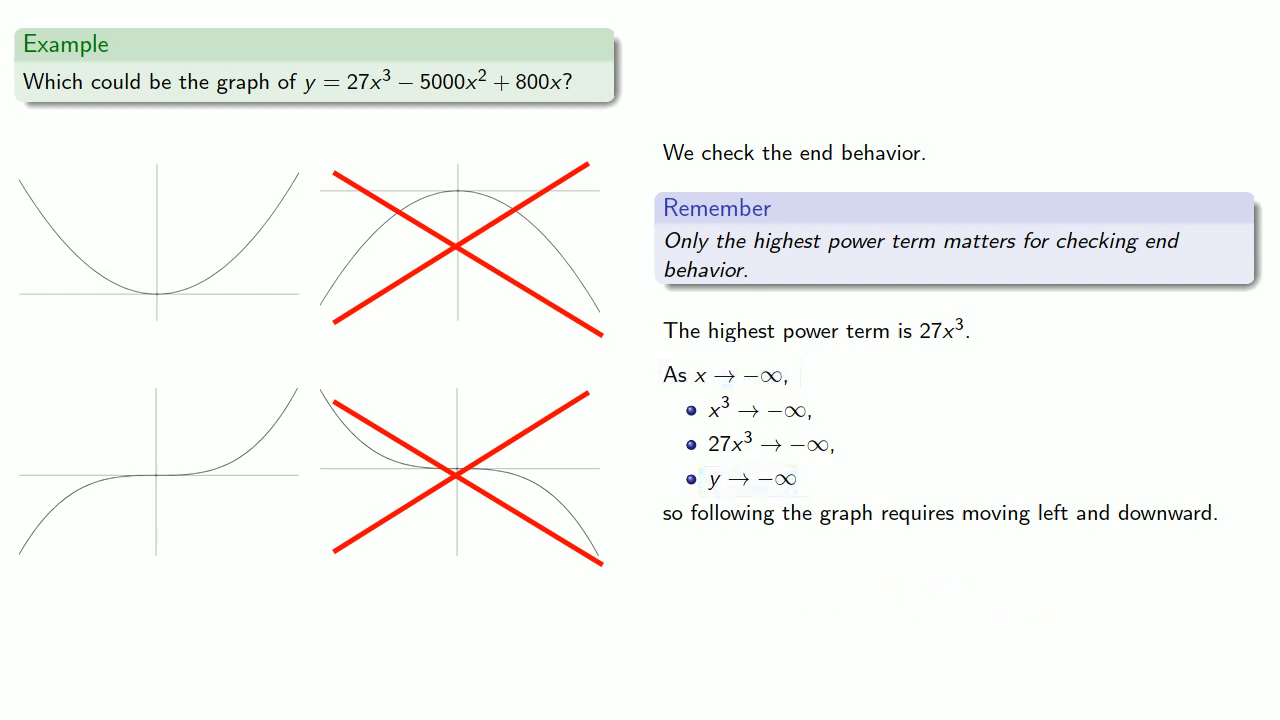 Example
Which could be the graph of y = 27x³ − 5000x² + 800x?
We check the end behavior.
Remember
Only the highest power term matters for checking end
behavior.
The highest power term is 27x³.
As x → −∞,
• x³ → −∞,
• 27x³ → −∞,
• y → −∞
so following the graph requires moving left and downward.